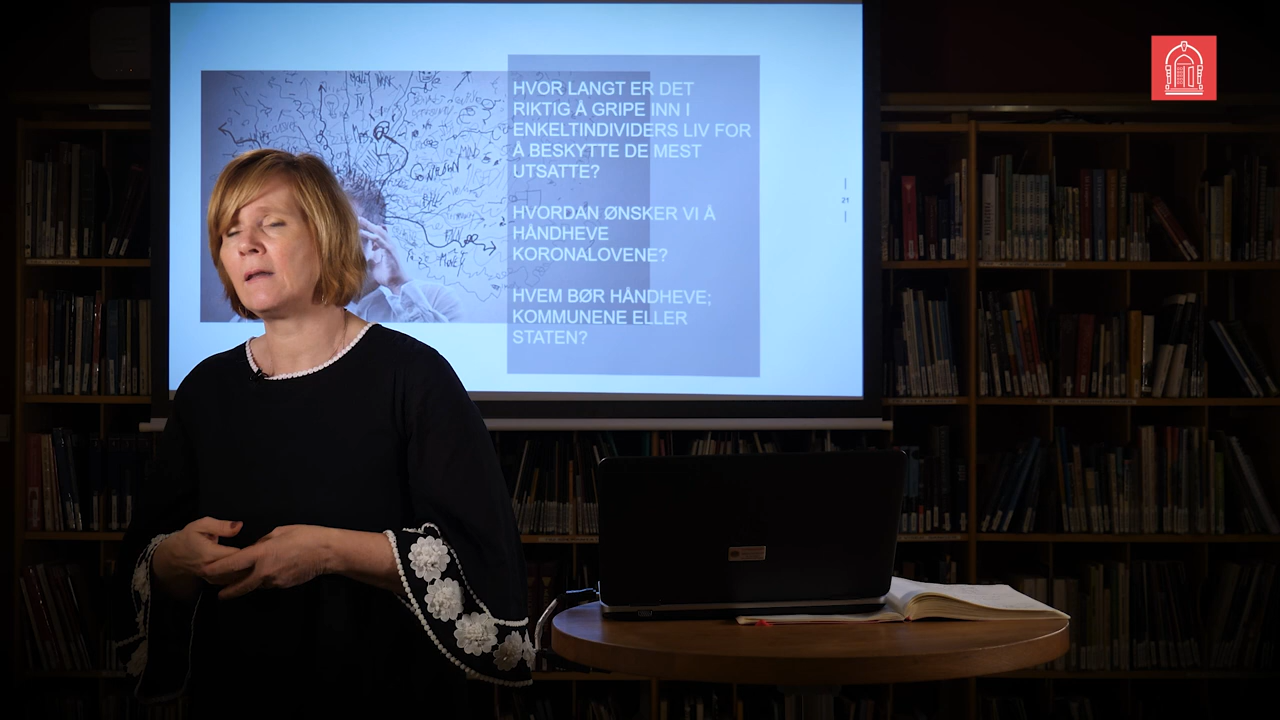 HVOR LANGT ER DET
RIKTIG Å GRIPE INN I
ENKELTINDIVIDERS LIV FOR
Å BESKYTTE DE MEST
UTSATTE?
HVORDAN ØNSKER VI Å
HÅNDHEVE
KORONALOVENE?
HVEM BØR HÅNDHEVE;
KOMMUNENE ELLER
STATEN?
21